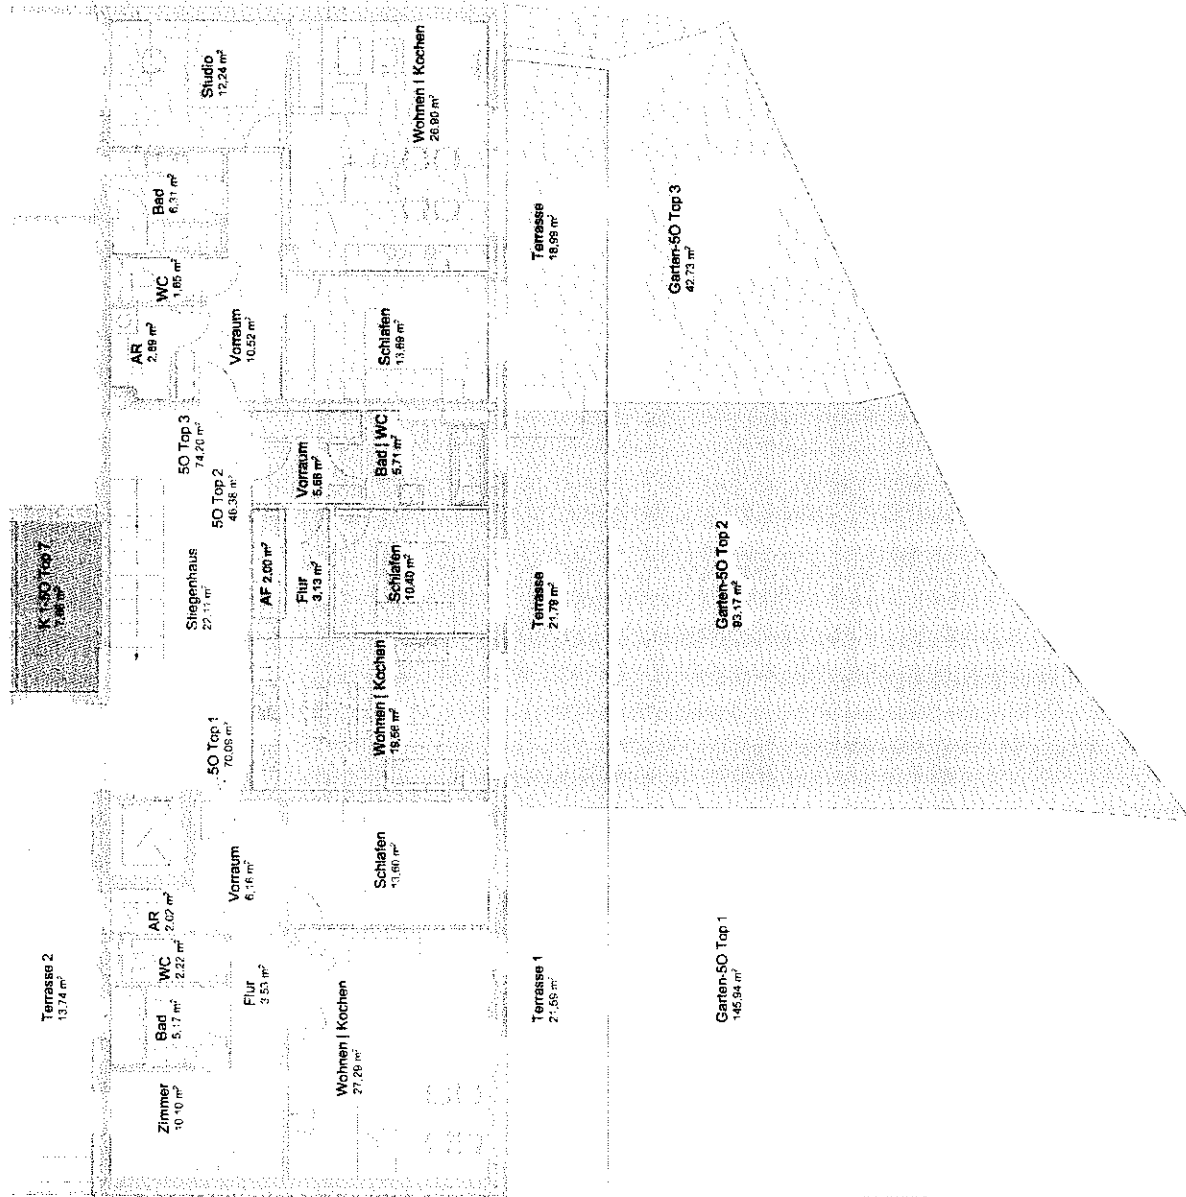 Studio
12,24 m²
Wohnen | Kochen
26.90 m²
Bad
6,31 m²
WC
1,65 m²
AR
2,89 m²
Vorraum
10,52 m²
Schlafen
13,69 m²
Terrasse
18,99 m²
Garten-5O Top 3
42.73 m²
5O Top 3
74,20 m²
5O Top 2
46,38 m²
Vorraum
5,68 m²
Bad | WC
5,71 m²
Stiegenhaus
22,11 m²
AF 2,00 m²
Flur
3,13 m²
Schlafen
10,40 m²
Terrasse
21,78 m²
Garten-5O Top 2
93,17 m²
5O Top 1
70,09 m²
Wohnen | Kochen
19,56 m²
Vorraum
6,16 m²
Schlafen
13,60 m²
AR
2,02 m²
WC
2,22 m²
Bad
5,17 m²
Flur
3,53 m²
Zimmer
10,10 m²
Wohnen | Kochen
27,29 m²
Terrasse 2
13,74 m²
Terrasse 1
21,59 m²
Garten-5O Top 1
145,94 m²